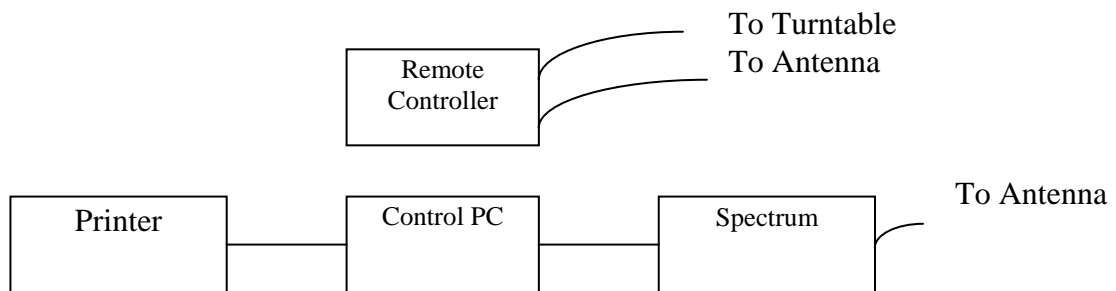 To Turntable
To Antenna
Remote
Controller
To Antenna
Printer
Control PC
Spectrum